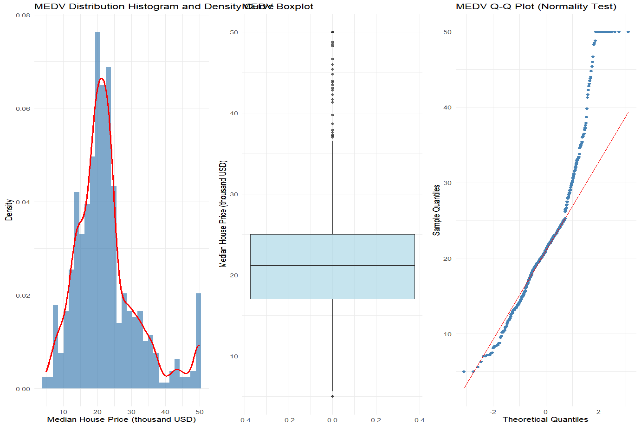 MEDV Distribution Histogram and Density Curve
0.08
0.06
0.04
0.02
0.00
Density
10 20 30 40 50
Median House Price (thousand USD)
MEDV Boxplot
50
40
30
20
10
Median House Price (thousand USD)
0.4 0.2 0.0 0.2 0.4
MEDV Q-Q Plot (Normality Test)
50
40
30
20
10
Sample Quantiles
-2 0 2
Theoretical Quantiles